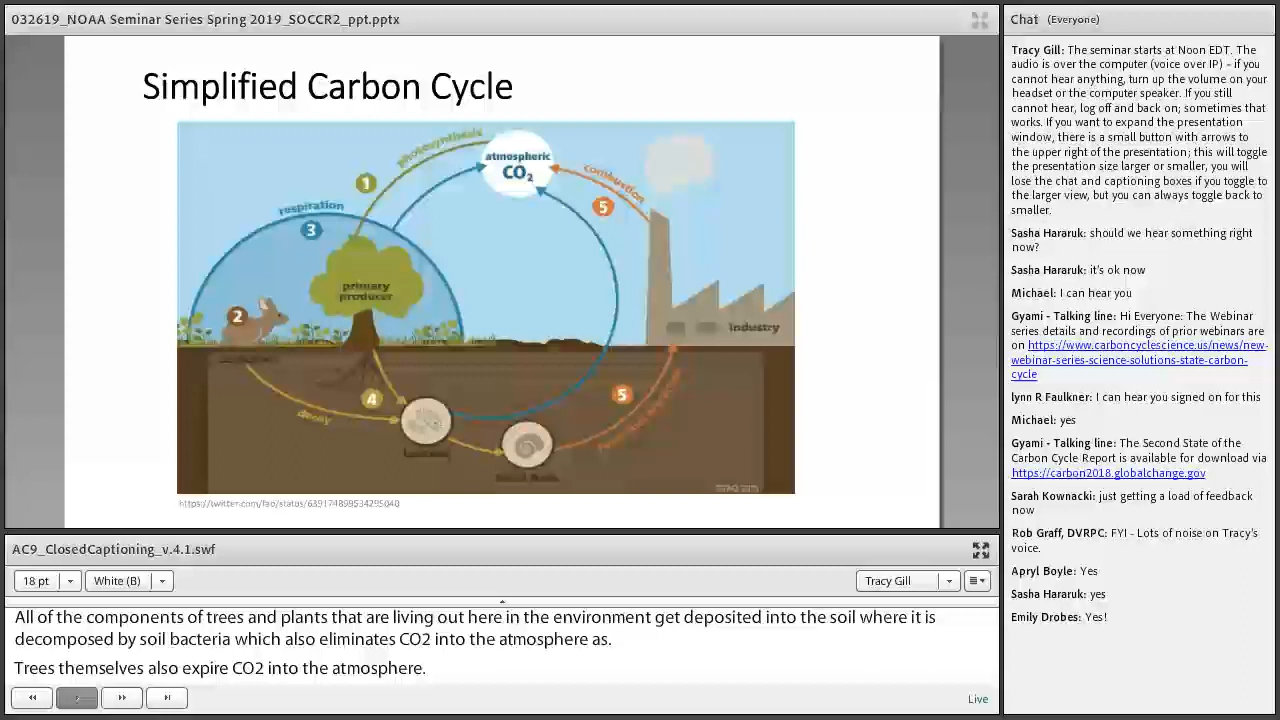 032619_NOAA Seminar Series Spring 2019_SOCCR2_ppt.pptx
Simplified Carbon Cycle
photosynthesis
atmospheric
CO2
combustion
1
5
respiration
3
primary
producer
2
industry
4
5
decay
https://twitter.com/fao/status/639174899534295040
AC9_ClosedCaptioning_v.4.1.swf
18 pt
White (B)
Tracy Gill
All of the components of trees and plants that are living out here in the environment get deposited into the soil where it is
decomposed by soil bacteria which also eliminates CO2 into the atmosphere as.
Trees themselves also expire CO2 into the atmosphere.
Live
Chat (Everyone)
Tracy Gill: The seminar starts at Noon EDT. The
audio is over the computer (voice over IP) – if you
cannot hear anything, turn up the volume on your
headset or the computer speaker. If you still
cannot hear, log off and back on; sometimes that
works. If you want to expand the presentation
window, there is a small button with arrows to
the upper right of the presentation; this will toggle
the presentation size larger or smaller, you will
lose the chat and captioning boxes if you toggle to
the larger view, but you can always toggle back to
smaller.
Sasha Hararuk: should we hear something right
now?
Sasha Hararuk: it's ok now
Michael: I can hear you
Gyami - Talking line: Hi Everyone: The Webinar
series details and recordings of prior webinars are
on https://www.carboncyclescience.us/news/new-
webinar-series-science-solutions-state-carbon-
cycle
lynn R Faulkner: I can hear you signed on for this
Michael: yes
Gyami - Talking line: The Second State of the
Carbon Cycle Report is available for download via
https://carbon2018.globalchange.gov
Sarah Kownacki: just getting a load of feedback
now
Rob Graff, DVRPC: FYI - Lots of noise on Tracy's
voice.
Apryl Boyle: Yes
Sasha Hararuk: yes
Emily Drobes: Yes!